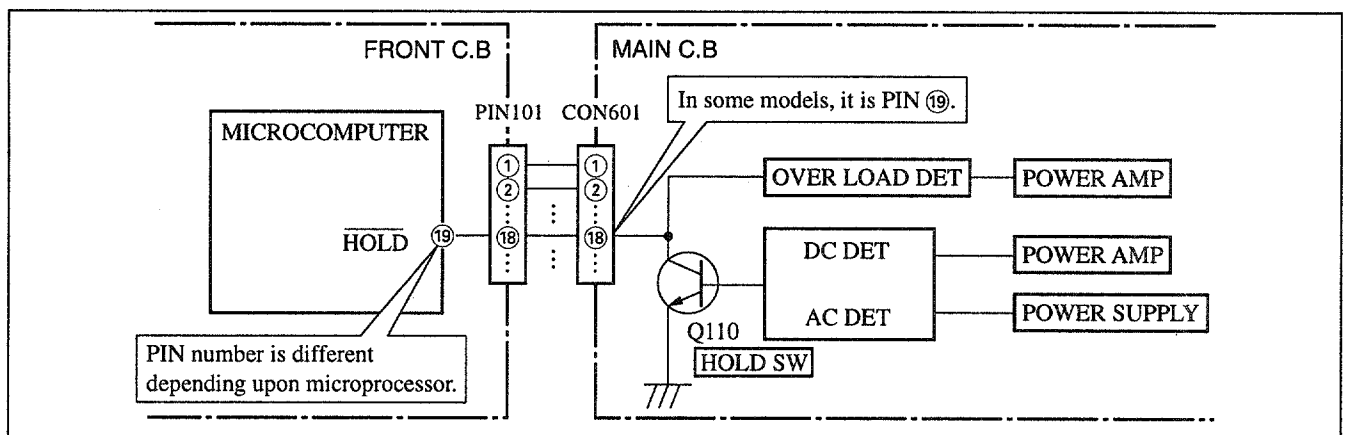 FRONT C.B
MAIN C.B
In some models, it is PIN ⑲.
PIN101 CON601
MICROCOMPUTER
① ①
② ②
OVER LOAD DET
POWER AMP
HOLD ⑲ ⑱ ⑱
DC DET
POWER AMP
AC DET
POWER SUPPLY
Q110
HOLD SW
PIN number is different
depending upon microprocessor.